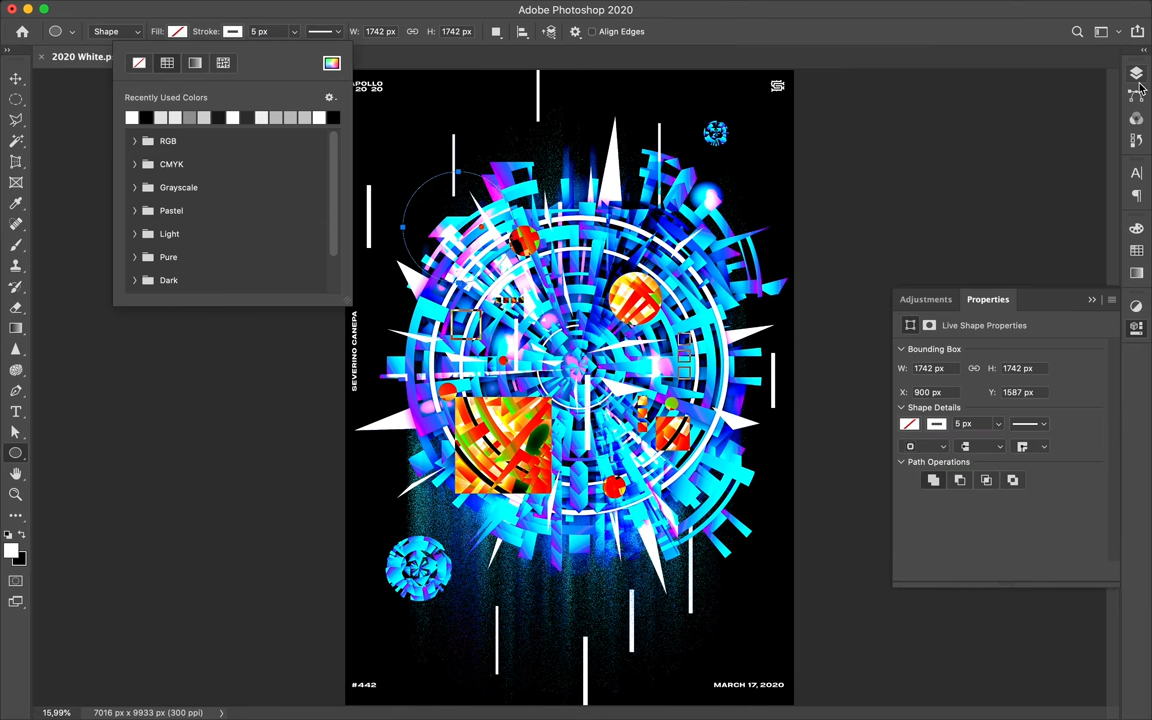 Adobe Photoshop 2020
Shape
Fill:
Stroke:
5 px
W:
1742 px
H:
1742 px
Align Edges
2020 White.p
Recently Used Colors
RGB
CMYK
Grayscale
Pastel
Light
Pure
Dark
APOLLO
20 20
SEVERINO CANEPA
#442
MARCH 17, 2020
Adjustments
Properties
Live Shape Properties
Bounding Box
W: 1742 px
H: 1742 px
X: 900 px
Y: 1587 px
Shape Details
5 px
Path Operations
15,99%
7016 px x 9933 px (300 ppi)